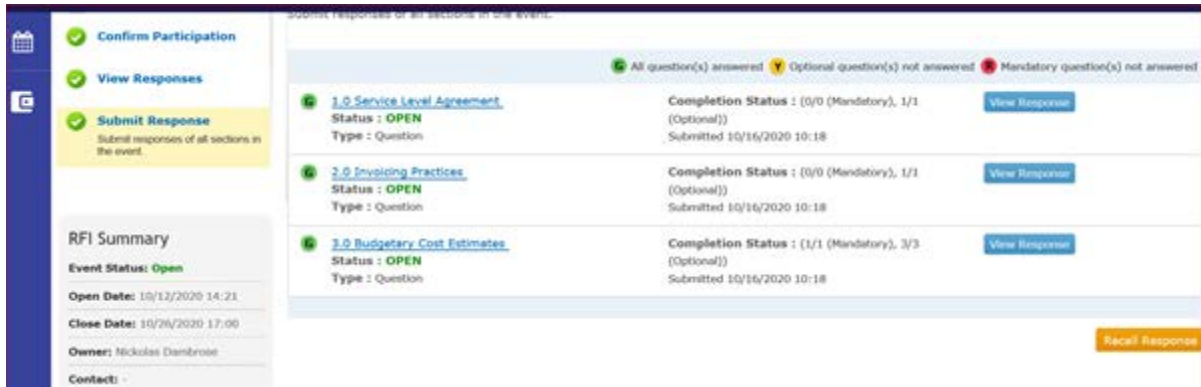 Submit responses of all sections in the event.
Confirm Participation
View Responses
Submit Response
Submit responses of all sections in
the event.
G All question(s) answered Y Optional question(s) not answered R Mandatory question(s) not answered
G 1.0 Service Level Agreement
Status : OPEN
Type : Question
Completion Status : (0/0 (Mandatory), 1/1
(Optional))
Submitted 10/16/2020 10:18
View Response
G 2.0 Invoicing Practices
Status : OPEN
Type : Question
Completion Status : (0/0 (Mandatory), 1/1
(Optional))
Submitted 10/16/2020 10:18
View Response
G 3.0 Budgetary Cost Estimates
Status : OPEN
Type : Question
Completion Status : (1/1 (Mandatory), 3/3
(Optional))
Submitted 10/16/2020 10:18
View Response
Recall Response
RFI Summary
Event Status: Open
Open Date: 10/12/2020 14:21
Close Date: 10/26/2020 17:00
Owner: Nickolas Dambrose
Contact: -